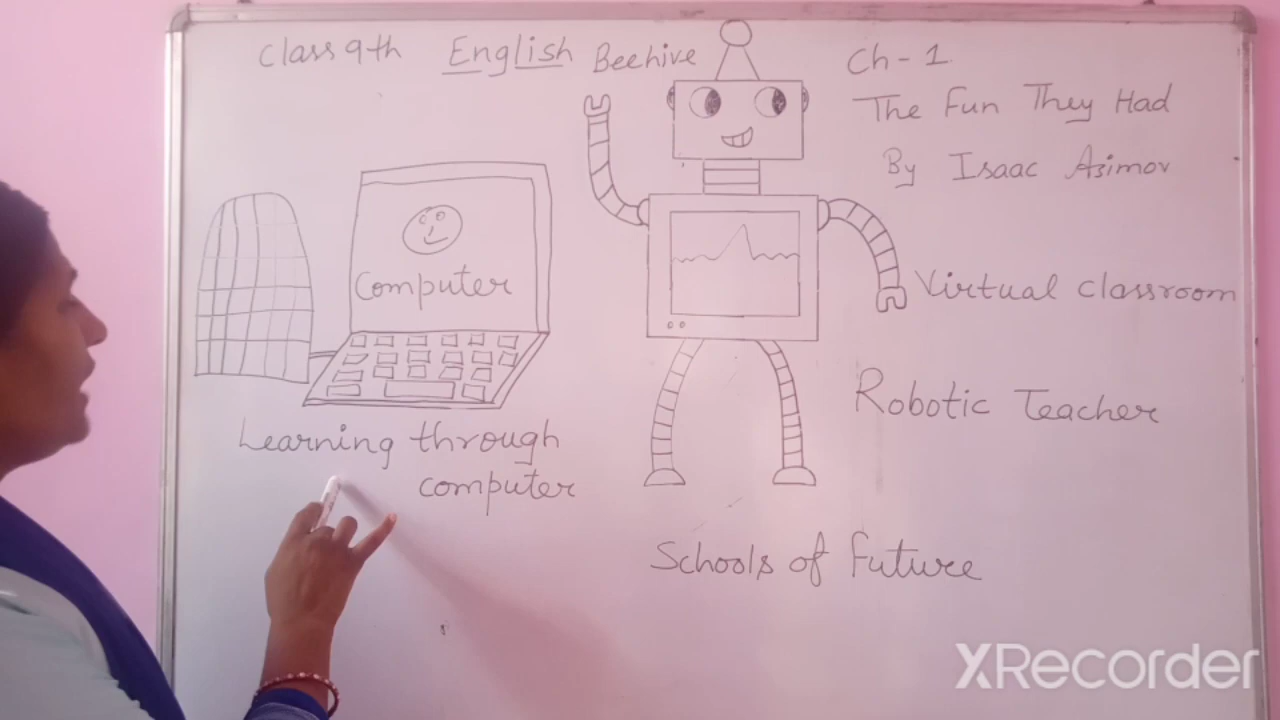 Class 9th English Beehive
Ch - 1
The Fun They Had
By Isaac Asimov
Computer
Virtual Classroom
Robotic Teacher
Learning through
computer
Schools of Future
XRecorder